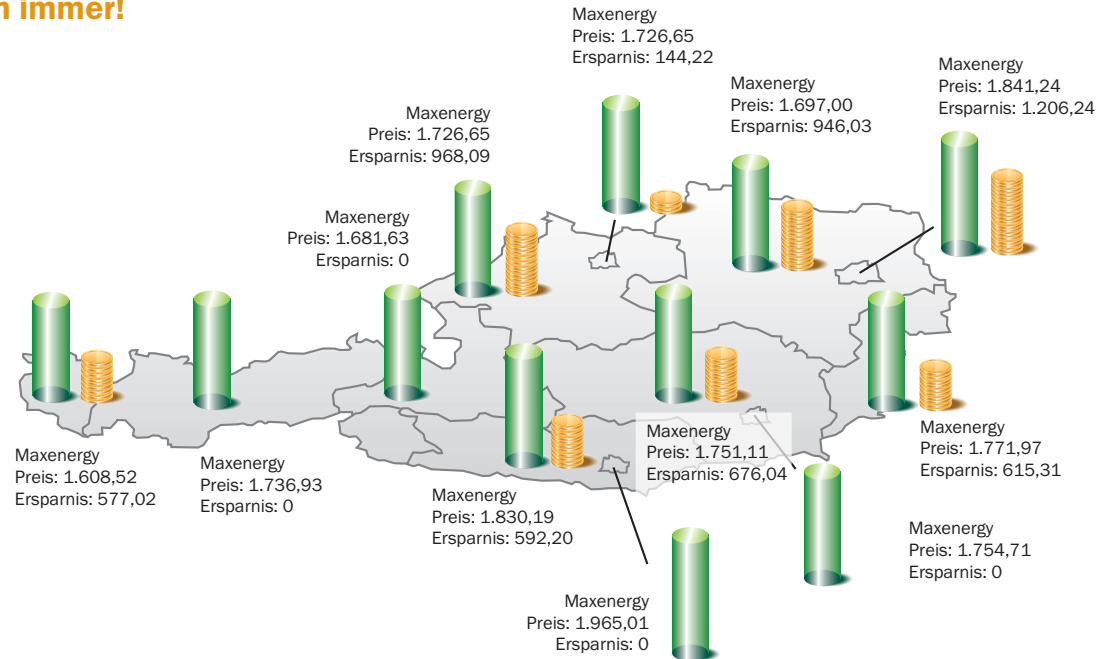 immer!
Maxenergy
Preis: 1.726,65
Ersparnis: 144,22
Maxenergy
Preis: 1.841,24
Ersparnis: 1.206,24
Maxenergy
Preis: 1.697,00
Ersparnis: 946,03
Maxenergy
Preis: 1.726,65
Ersparnis: 968,09
Maxenergy
Preis: 1.681,63
Ersparnis: 0
Maxenergy
Preis: 1.608,52
Ersparnis: 577,02
Maxenergy
Preis: 1.736,93
Ersparnis: 0
Maxenergy
Preis: 1.830,19
Ersparnis: 592,20
Maxenergy
Preis: 1.751,11
Ersparnis: 676,04
Maxenergy
Preis: 1.771,97
Ersparnis: 615,31
Maxenergy
Preis: 1.754,71
Ersparnis: 0
Maxenergy
Preis: 1.965,01
Ersparnis: 0